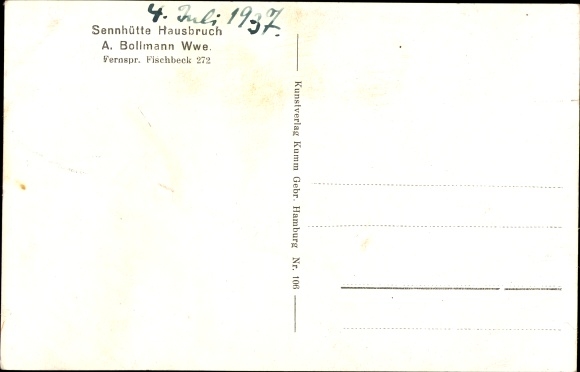 4. Juli 1937.
Sennhütte Hausbruch
A. Bollmann Wwe.
Fernspr. Fischbeck 272
Kunstverlag Kumm Gebr. Hamburg Nr. 106